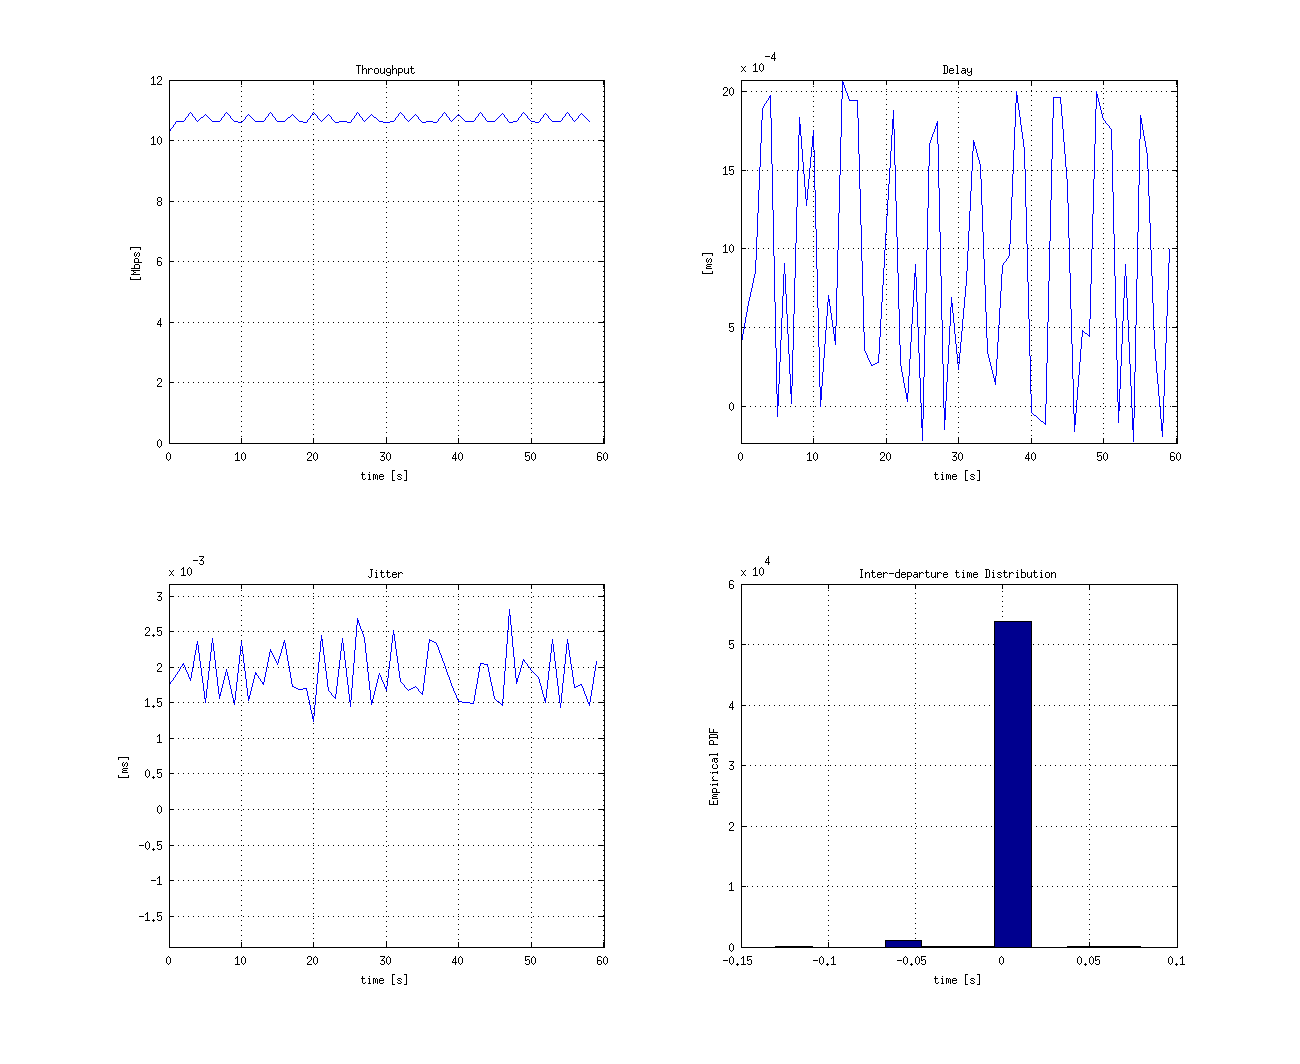 Throughput
12
10
8
6
4
2
0
[Mbps]
0 10 20 30 40 50 60
time [s]
x 10^-4
Delay
20
15
10
5
0
[ms]
0 10 20 30 40 50 60
time [s]
x 10^-3
Jitter
3
2.5
2
1.5
1
0.5
0
-0.5
-1
-1.5
[ms]
0 10 20 30 40 50 60
time [s]
x 10^4
Inter-departure time Distribution
6
5
4
3
2
1
0
Empirical PDF
-0.15 -0.1 -0.05 0 0.05 0.1
time [s]